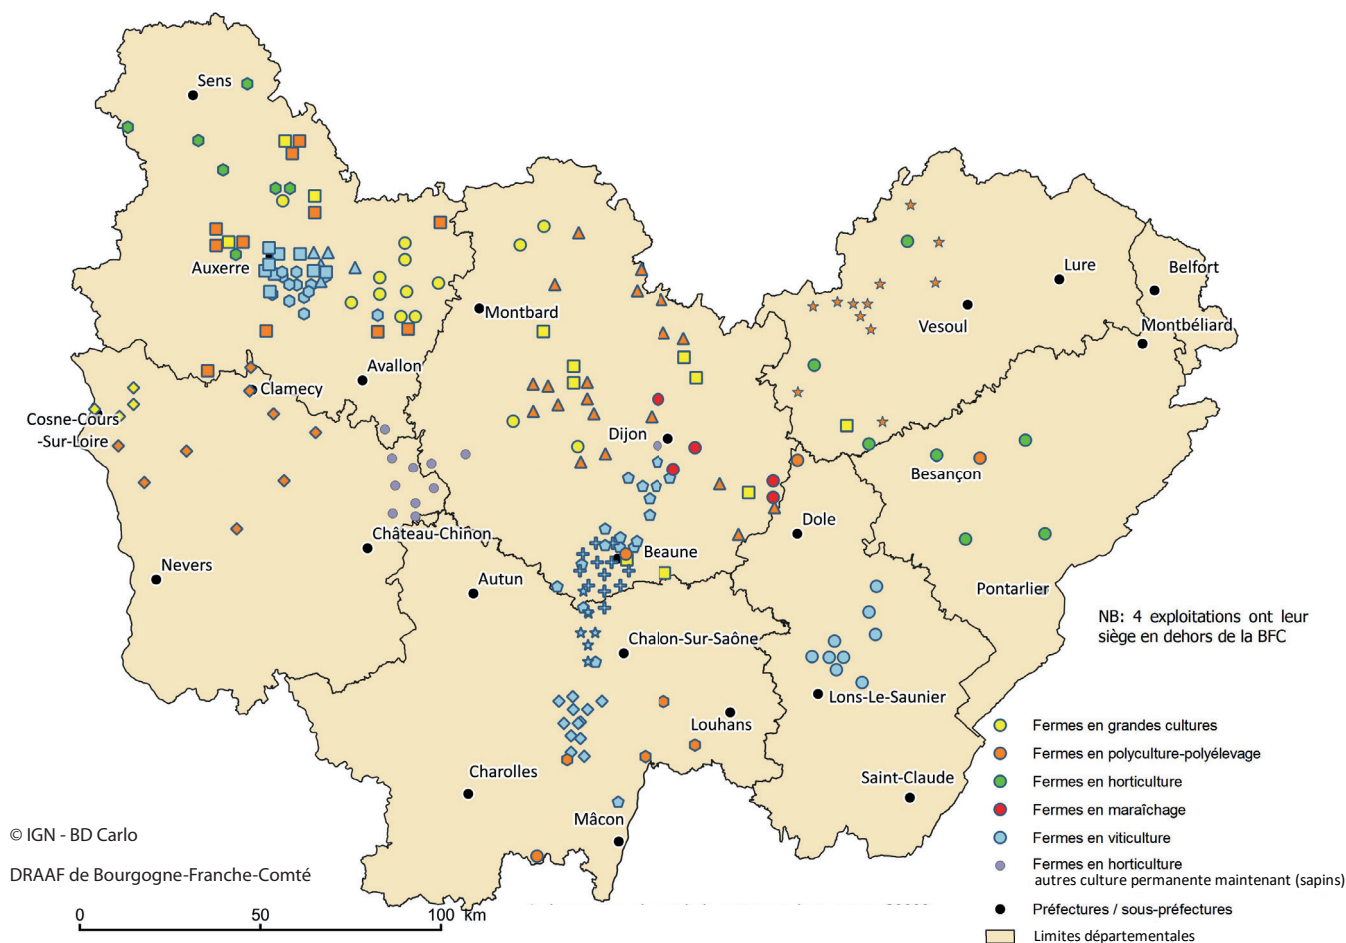 Sens
Auxerre
Montbard
Avallon
Clamecy
Cosne-Cours
-Sur-Loire
Nevers
Château-Chinon
Autun
Dijon
Beaune
Chalon-Sur-Saône
Louhans
Charolles
Mâcon
Vesoul
Lure
Belfort
Montbéliard
Besançon
Dole
Pontarlier
Lons-Le-Saunier
Saint-Claude
NB: 4 exploitations ont leur
siège en dehors de la BFC
Fermes en grandes cultures
Fermes en polyculture-polyélevage
Fermes en horticulture
Fermes en maraîchage
Fermes en viticulture
Fermes en horticulture
autres culture permanente maintenant (sapins)
Préfectures / sous-préfectures
Limites départementales
© IGN - BD Carlo
DRAAF de Bourgogne-Franche-Comté
0 50 100 km